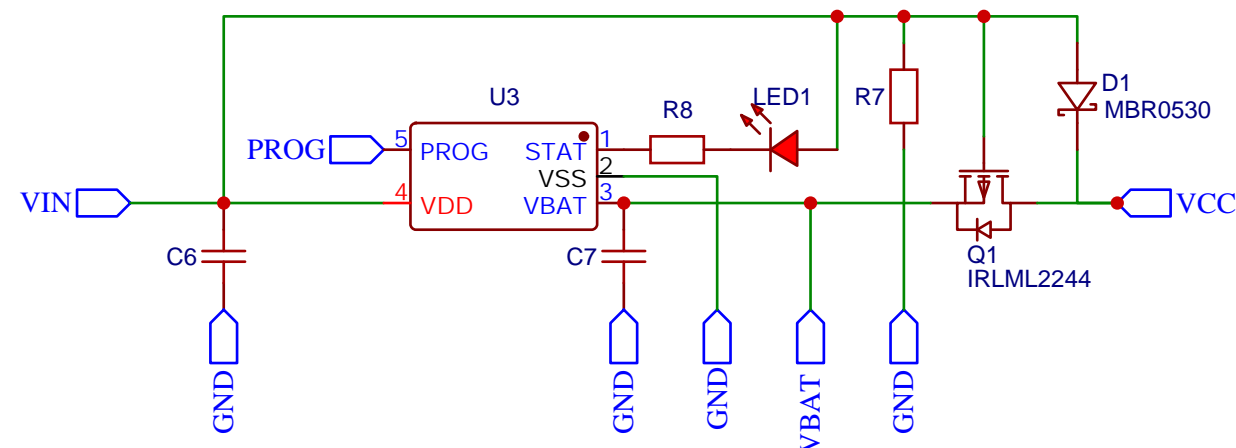 U3
R8
LED1
R7
D1
MBR0530
PROG
5
PROG
STAT
1
VSS
2
VIN
4
VDD
VBAT
3
VCC
C6
C7
Q1
IRLML2244
GND
GND
GND
VBAT
GND